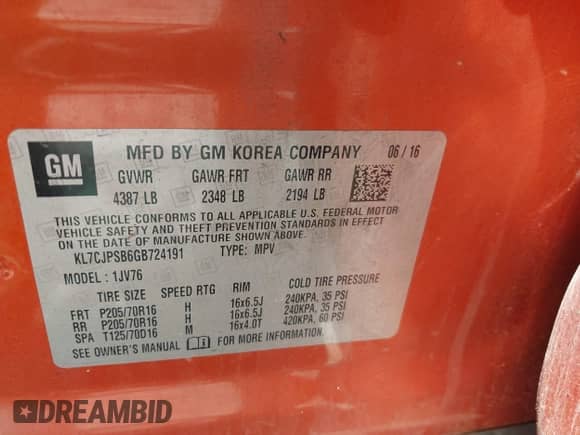 GM
MFD BY GM KOREA COMPANY 06 / 16
GVWR GAWR FRT GAWR RR
4387 LB 2348 LB 2194 LB
THIS VEHICLE CONFORMS TO ALL APPLICABLE U.S. FEDERAL MOTOR
VEHICLE SAFETY AND THEFT PREVENTION STANDARDS IN EFFECT
ON THE DATE OF MANUFACTURE SHOWN ABOVE.
KL7CJPSB6GB724191 TYPE: MPV
MODEL : 1JV76
TIRE SIZE SPEED RTG RIM COLD TIRE PRESSURE
FRT P205/70R16 H 16x6.5J 240KPA, 35 PSI
RR P205/70R16 H 16x6.5J 240KPA, 35 PSI
SPA T125/70D16 M 16x4.0T 420KPA, 60 PSI
SEE OWNER'S MANUAL FOR MORE INFORMATION
DREAMBID